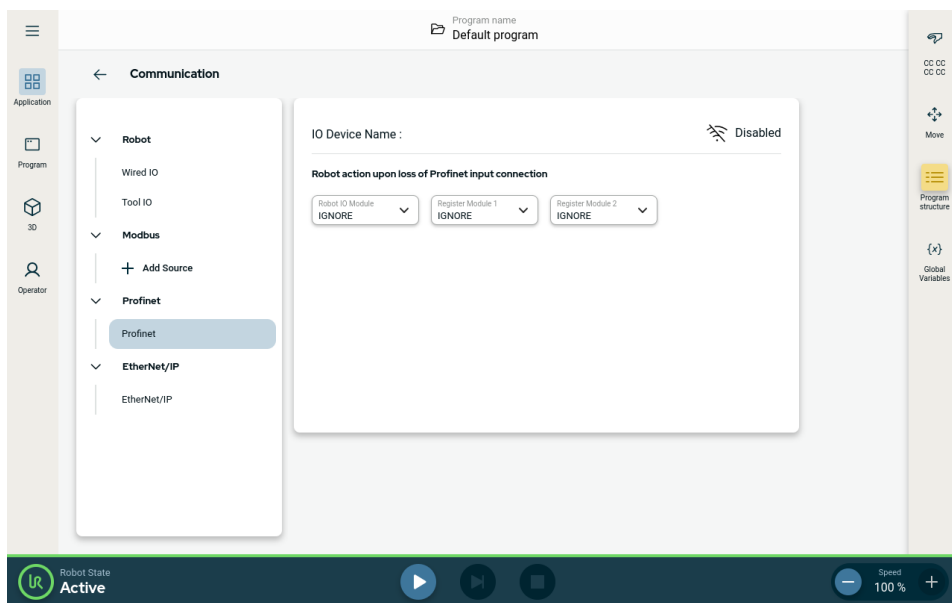 Program name
Default program
Application
Program
3D
Operator
Communication
Robot
Wired IO
Tool IO
Modbus
Add Source
Profinet
Profinet
EtherNet/IP
EtherNet/IP
IO Device Name :
Disabled
Robot action upon loss of Profinet input connection
Robot IO Module
IGNORE
Register Module 1
IGNORE
Register Module 2
IGNORE
CC CC
CC CC
Move
Program
structure
{x}
Global
Variables
UR
Robot State
Active
Speed
100 %